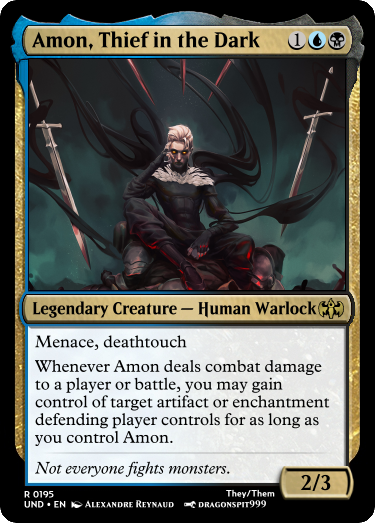 Amon, Thief in the Dark 1
Legendary Creature — Human Warlock
Menace, deathtouch
Whenever Amon deals combat damage
to a player or battle, you may gain
control of target artifact or enchantment
defending player controls for as long as
you control Amon.
Not everyone fights monsters.
2/3
R 0195 They/Them
UND • EN Alexandre Reynaud dragonspit999